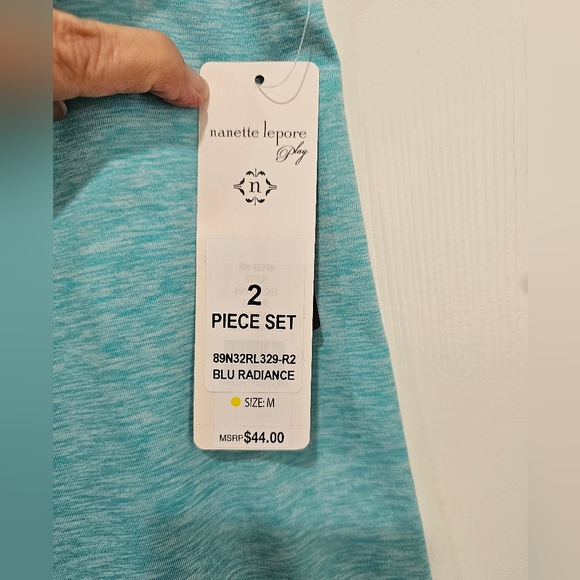 nanette lepore
Play
n
2
PIECE SET
89N32RL329-R2
BLU RADIANCE
SIZE: M
MSRP $44.00